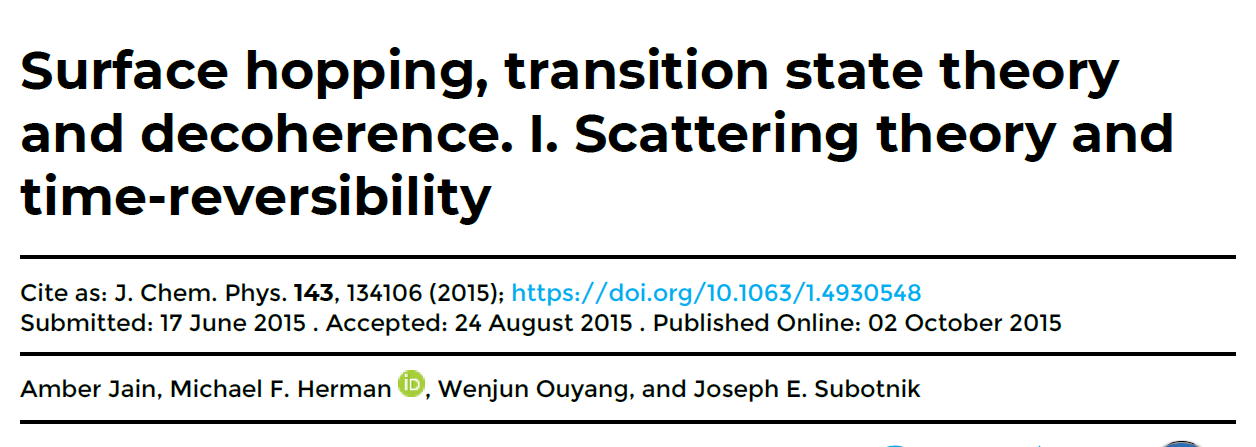 Surface hopping, transition state theory
and decoherence. I. Scattering theory and
time-reversibility
Cite as: J. Chem. Phys. 143, 134106 (2015); https://doi.org/10.1063/1.4930548
Submitted: 17 June 2015 . Accepted: 24 August 2015 . Published Online: 02 October 2015
Amber Jain, Michael F. Herman iD, Wenjun Ouyang, and Joseph E. Subotnik